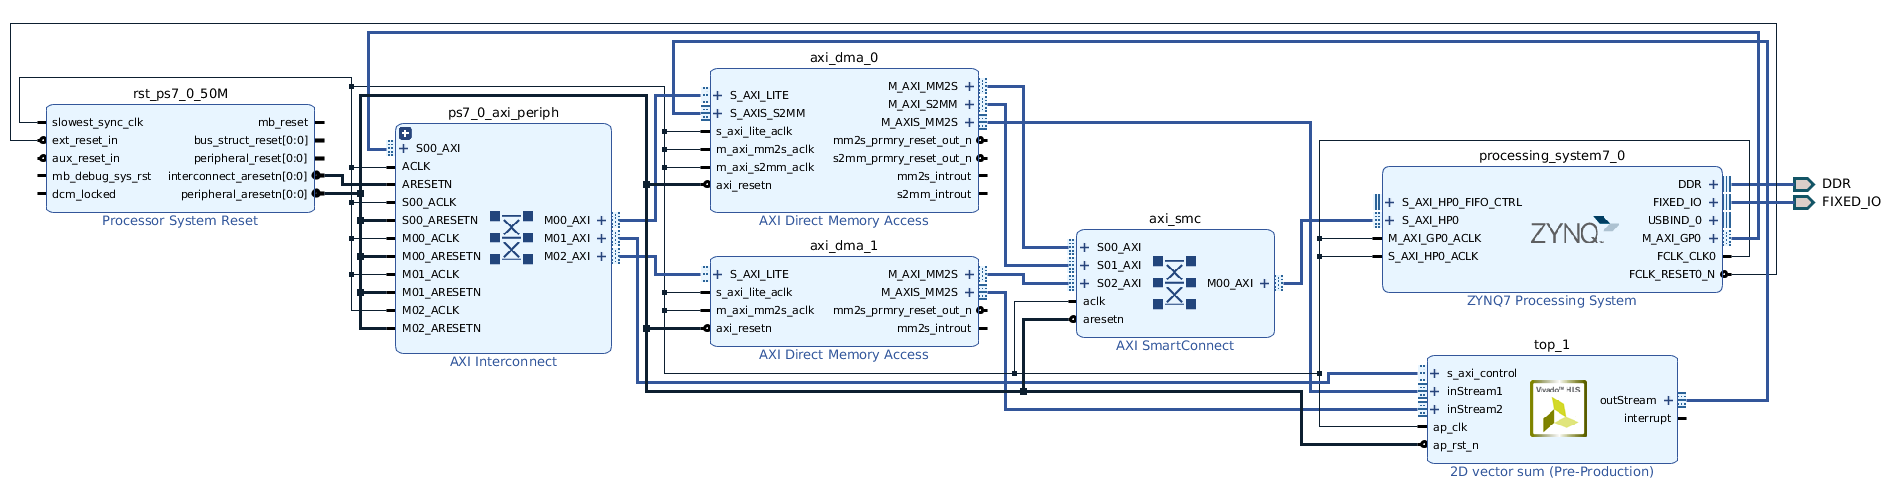 rst_ps7_0_50M
slowest_sync_clk
ext_reset_in
aux_reset_in
mb_debug_sys_rst
dcm_locked
mb_reset
bus_struct_reset[0:0]
peripheral_reset[0:0]
interconnect_aresetn[0:0]
peripheral_aresetn[0:0]
Processor System Reset
ps7_0_axi_periph
S00_AXI
ACLK
ARESETN
S00_ACLK
S00_ARESETN
M00_ACLK
M00_ARESETN
M01_ACLK
M01_ARESETN
M02_ACLK
M02_ARESETN
M00_AXI
M01_AXI
M02_AXI
AXI Interconnect
axi_dma_0
S_AXI_LITE
S_AXIS_S2MM
s_axi_lite_aclk
m_axi_mm2s_aclk
m_axi_s2mm_aclk
axi_resetn
M_AXI_MM2S
M_AXI_S2MM
M_AXIS_MM2S
mm2s_prmry_reset_out_n
s2mm_prmry_reset_out_n
mm2s_introut
s2mm_introut
AXI Direct Memory Access
axi_dma_1
S_AXI_LITE
s_axi_lite_aclk
m_axi_mm2s_aclk
axi_resetn
M_AXI_MM2S
M_AXIS_MM2S
mm2s_prmry_reset_out_n
mm2s_introut
AXI Direct Memory Access
axi_smc
S00_AXI
S01_AXI
S02_AXI
aclk
aresetn
M00_AXI
AXI SmartConnect
processing_system7_0
S_AXI_HP0_FIFO_CTRL
S_AXI_HP0
M_AXI_GP0_ACLK
S_AXI_HP0_ACLK
ZYNQ
DDR
FIXED_IO
USBIND_0
M_AXI_GP0
FCLK_CLK0
FCLK_RESET0_N
ZYNQ7 Processing System
DDR
FIXED_IO
top_1
s_axi_control
inStream1
inStream2
ap_clk
ap_rst_n
Vivado™ HLS
outStream
interrupt
2D vector sum (Pre-Production)